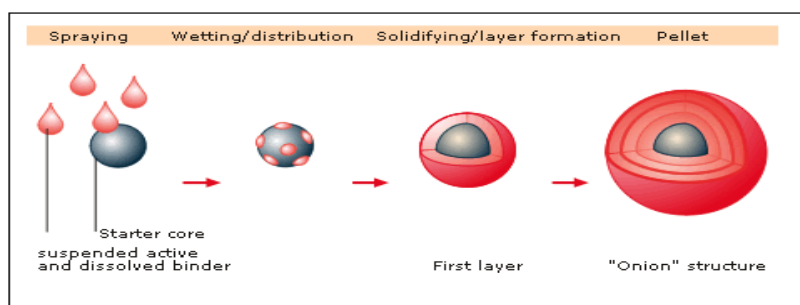 Spraying Wetting/distribution Solidifying/layer formation Pellet
Starter core
suspended active
and dissolved binder
First layer
"Onion" structure